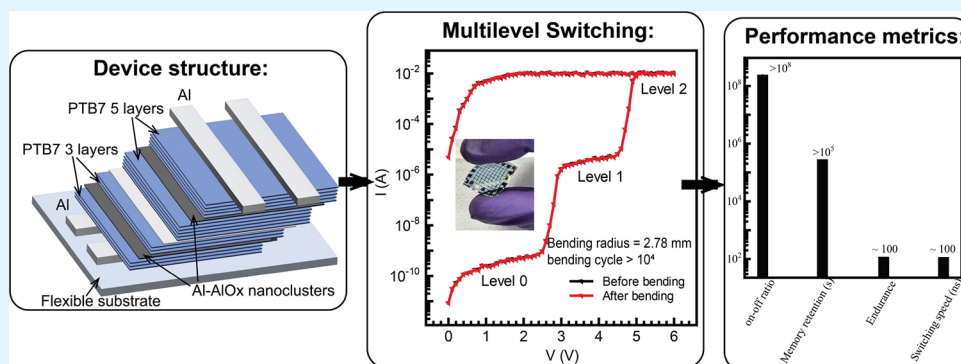 Device structure:
PTB7 5 layers
Al
PTB7 3 layers
Al
Al-AlOx nanoclusters
Flexible substrate
Multilevel Switching:
I (A)
10⁻²
10⁻⁴
10⁻⁶
10⁻⁸
10⁻¹⁰
Level 2
Level 1
Level 0
Bending radius = 2.78 mm
bending cycle > 10⁴
Before bending
After bending
0 1 2 3 4 5 6
V (V)
Performance metrics:
10⁸
10⁶
10⁴
10²
>10⁸
>10⁵
~ 100
~ 100
on-off ratio
Memory retention (s)
Endurance
Switching speed (ns)